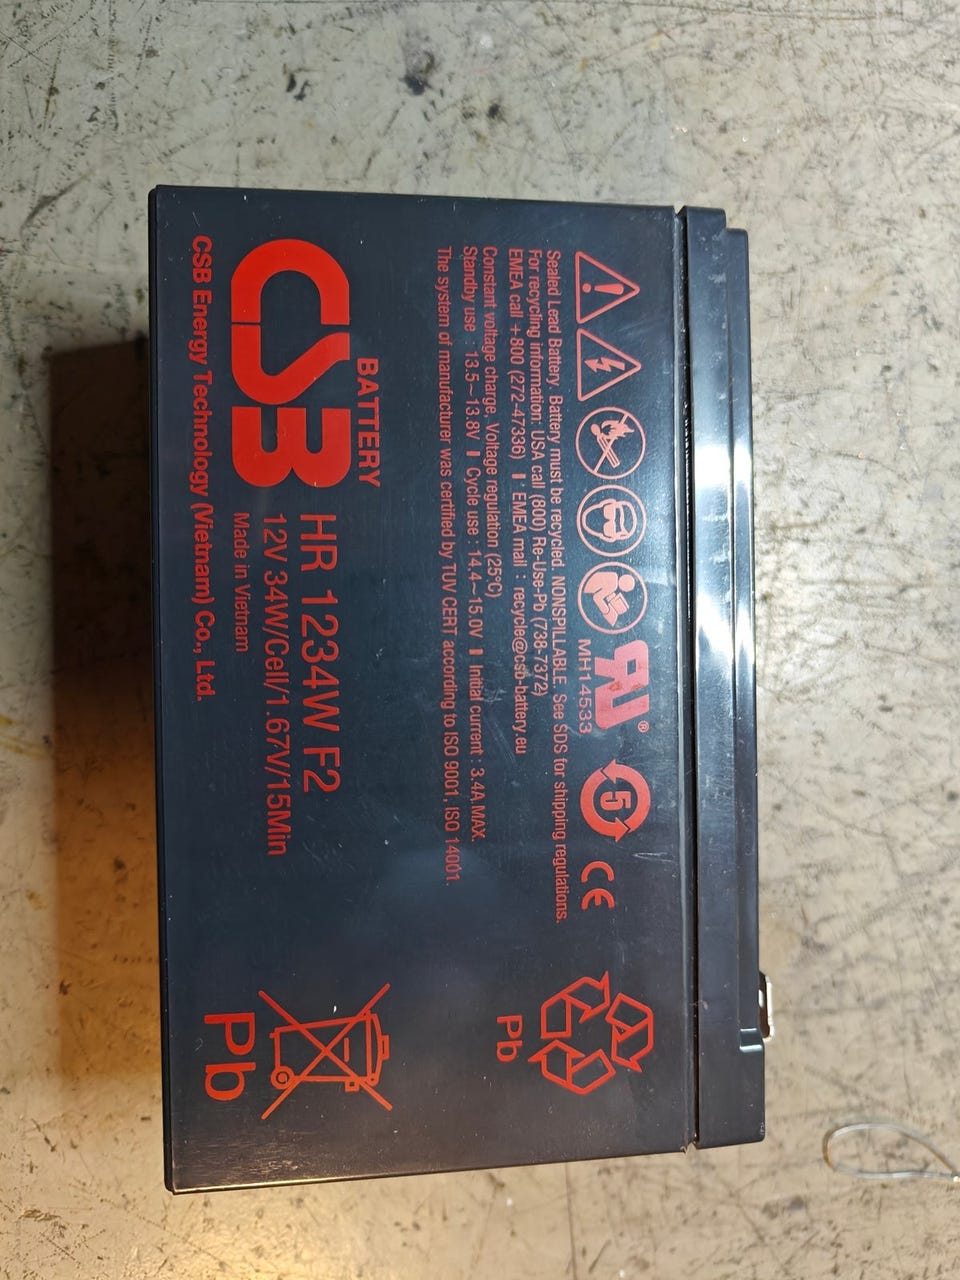 MH14533
5
CE
Sealed Lead Battery . Battery must be recycled. NONSPILLABLE. See SDS for shipping regulations.
For recycling information: USA call (800) Re-Use-Pb (738-7372)
EMEA call +800 (272-47336) | EMEA mail : recycle@csb-battery.eu
Constant voltage charge, Voltage regulation (25°C)
Standby use : 13.5~13.8V | Cycle use : 14.4~15.0V | Initial current : 3.4A MAX.
The system of manufacturer was certified by TUV CERT according to ISO 9001, ISO 14001.
Pb
BATTERY
CSB
HR 1234W F2
12V 34W/Cell/1.67V/15Min
Made in Vietnam
CSB Energy Technology (Vietnam) Co., Ltd.
Pb